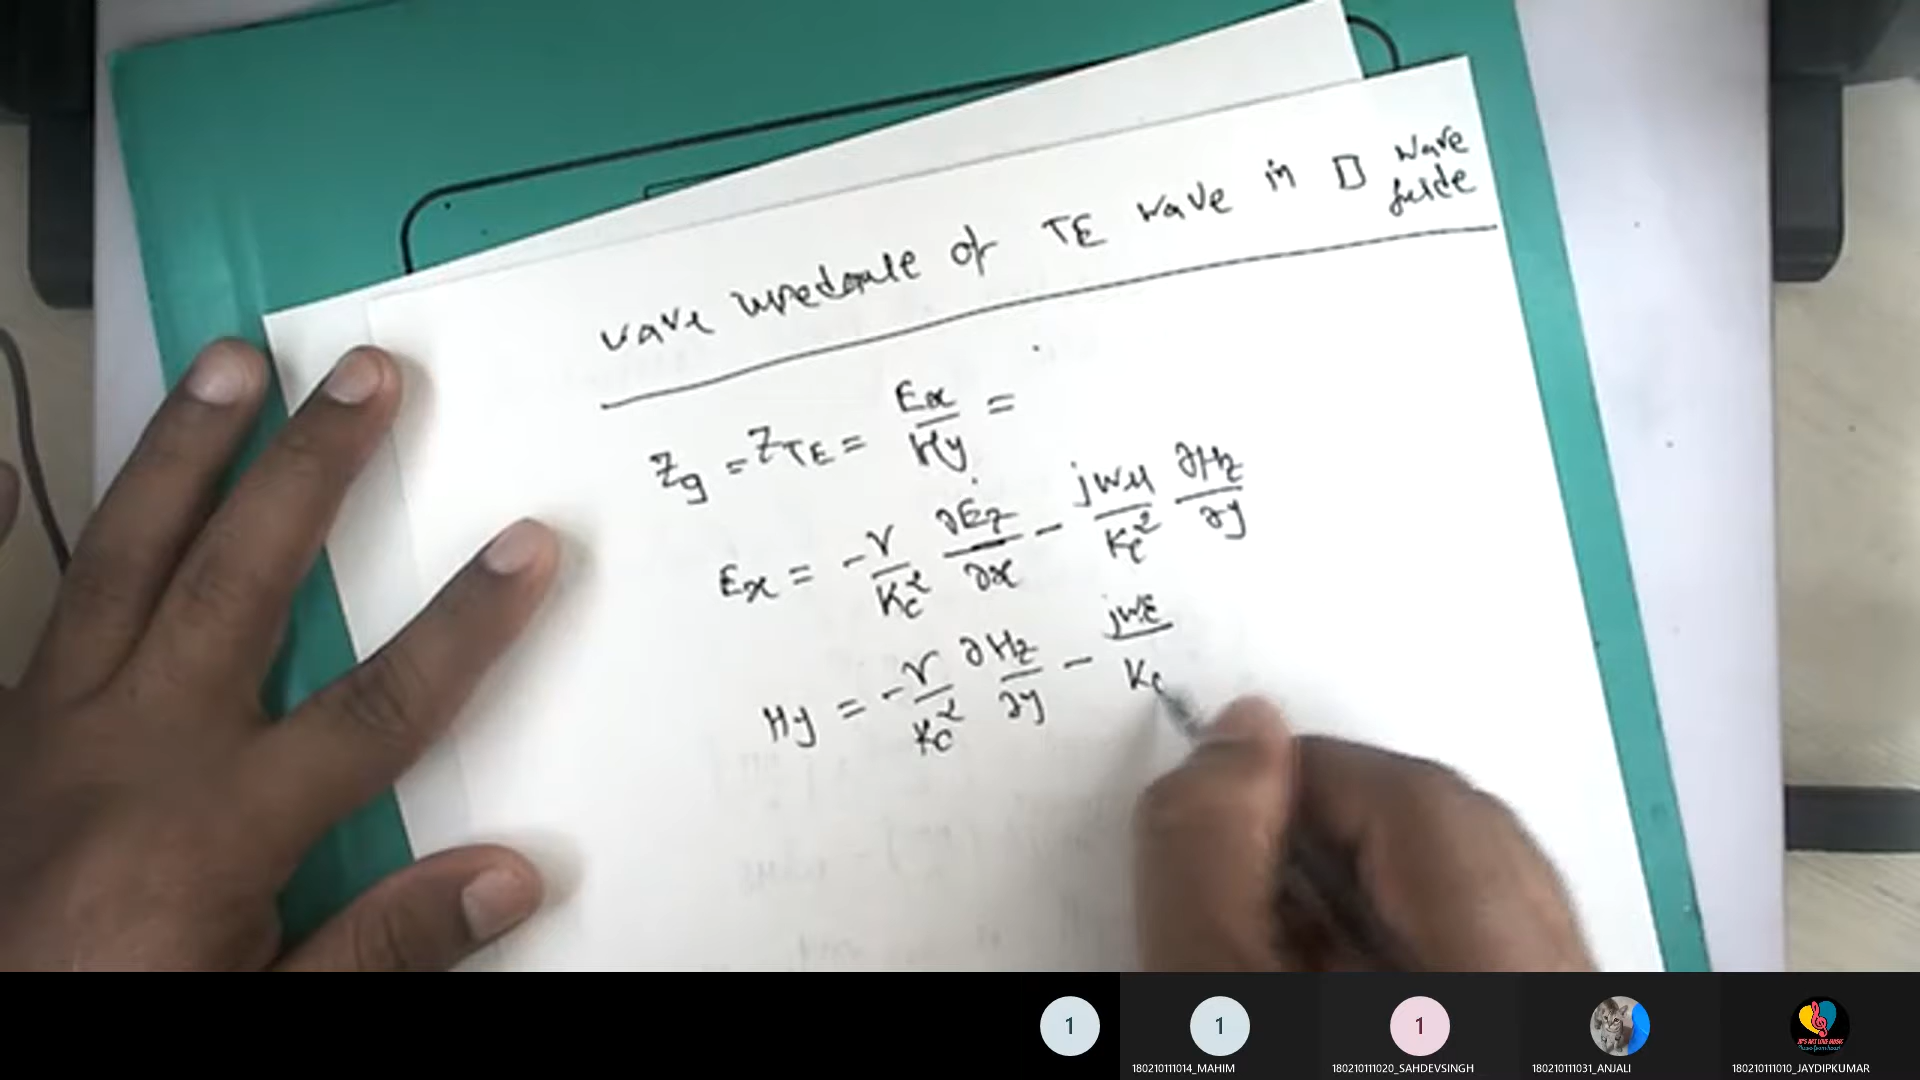 wave impedance of TE wave in ▯ wave guide
Zg = ZTE = Ex/Hy =
Ex = -γ/Kc² ∂Ez/∂x - jωμ/Kc² ∂Hz/∂y
Hy = -γ/Kc² ∂Hz/∂y - jωε/Kc
1
1
1
180210111014_MAHIM
180210111020_SAHDEVSINGH
180210111031_ANJALI
180210111010_JAYDIPKUMAR